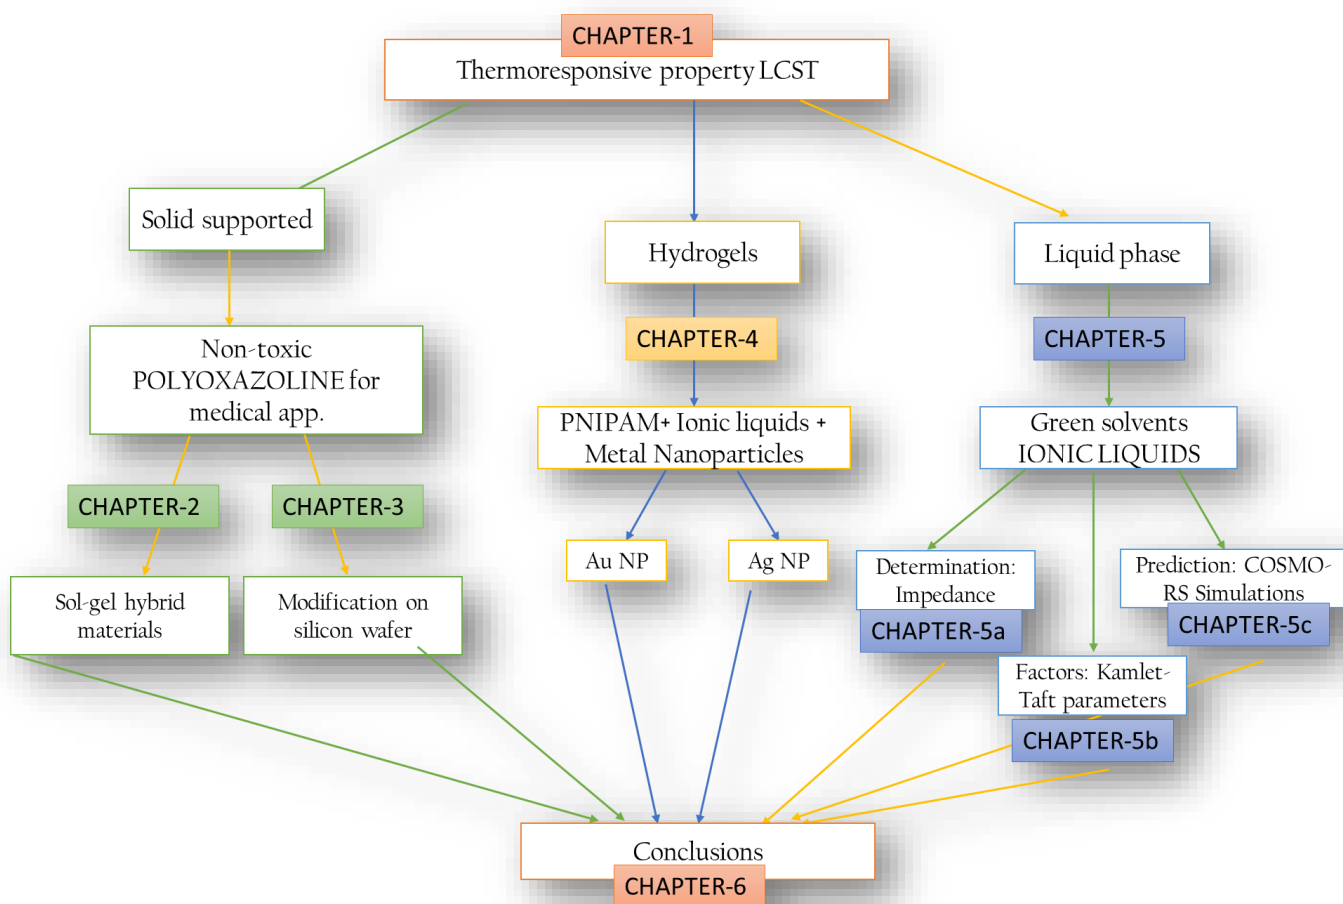 CHAPTER-1
Thermoresponsive property LCST
Solid supported
Hydrogels
Liquid phase
Non-toxic
POLYOXAZOLINE for
medical app.
CHAPTER-4
CHAPTER-5
PNIPAM+ Ionic liquids +
Metal Nanoparticles
Green solvents
IONIC LIQUIDS
CHAPTER-2
CHAPTER-3
Au NP
Ag NP
Determination:
Impedance
CHAPTER-5a
Prediction: COSMO-
RS Simulations
CHAPTER-5c
Sol-gel hybrid
materials
Modification on
silicon wafer
Factors: Kamlet-
Taft parameters
CHAPTER-5b
Conclusions
CHAPTER-6